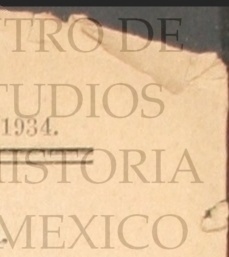 TRO DE
TUDIOS
1934.
HISTORIA
MEXICO